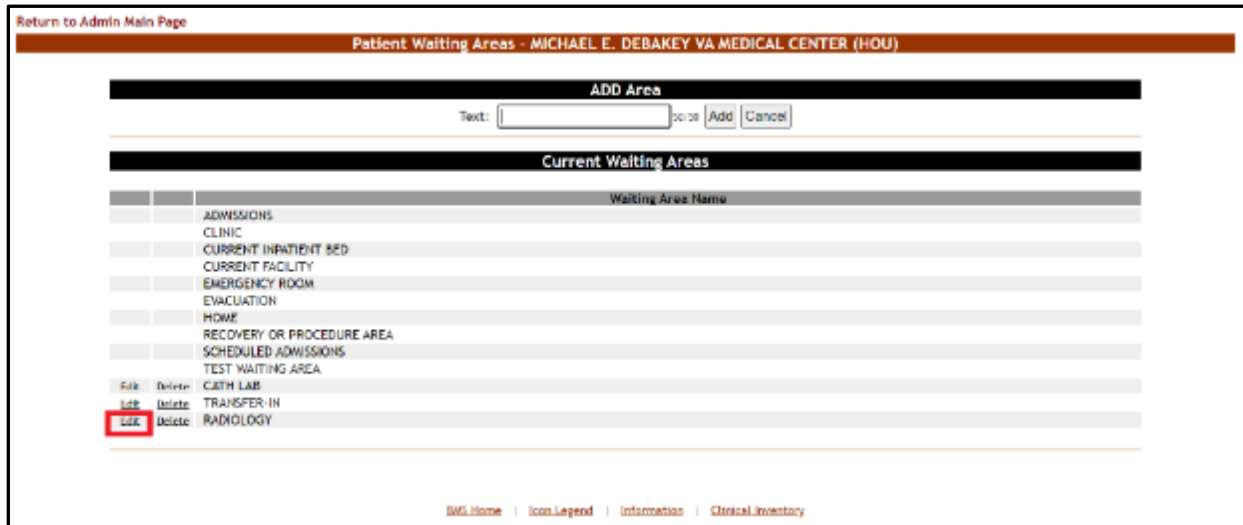 Return to Admin Main Page
Patient Waiting Areas - MICHAEL E. DEBAKEY VA MEDICAL CENTER (HOU)
ADD Area
Text: Add Cancel
Current Waiting Areas
Waiting Area Name
ADMISSIONS
CLINIC
CURRENT INPATIENT BED
CURRENT FACILITY
EMERGENCY ROOM
EVACUATION
HOME
RECOVERY OR PROCEDURE AREA
SCHEDULED ADMISSIONS
TEST WAITING AREA
Edit Delete CATH LAB
Edit Delete TRANSFER-IN
Edit Delete RADIOLOGY
BMS Home | Icon Legend | Information | Clinical Inventory